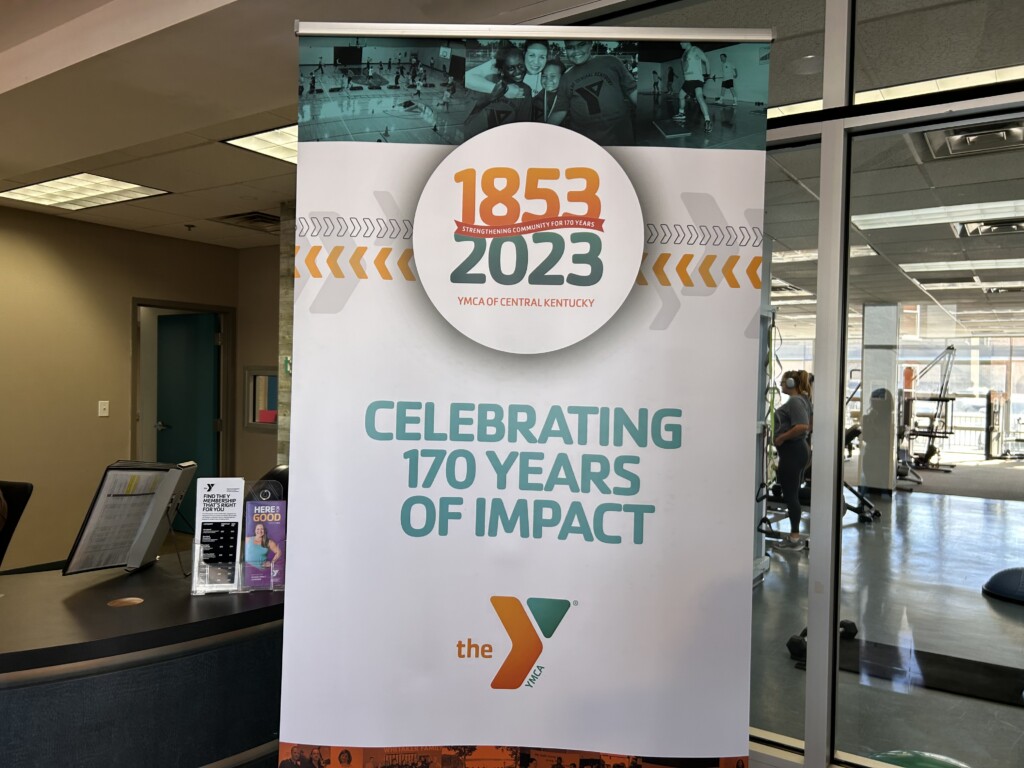 1853
STRENGTHENING COMMUNITY FOR 170 YEARS
2023
YMCA OF CENTRAL KENTUCKY
CELEBRATING
170 YEARS
OF IMPACT
the
YMCA
®
FIND THE Y
MEMBERSHIP
THAT'S RIGHT
FOR YOU
HERE
GOOD